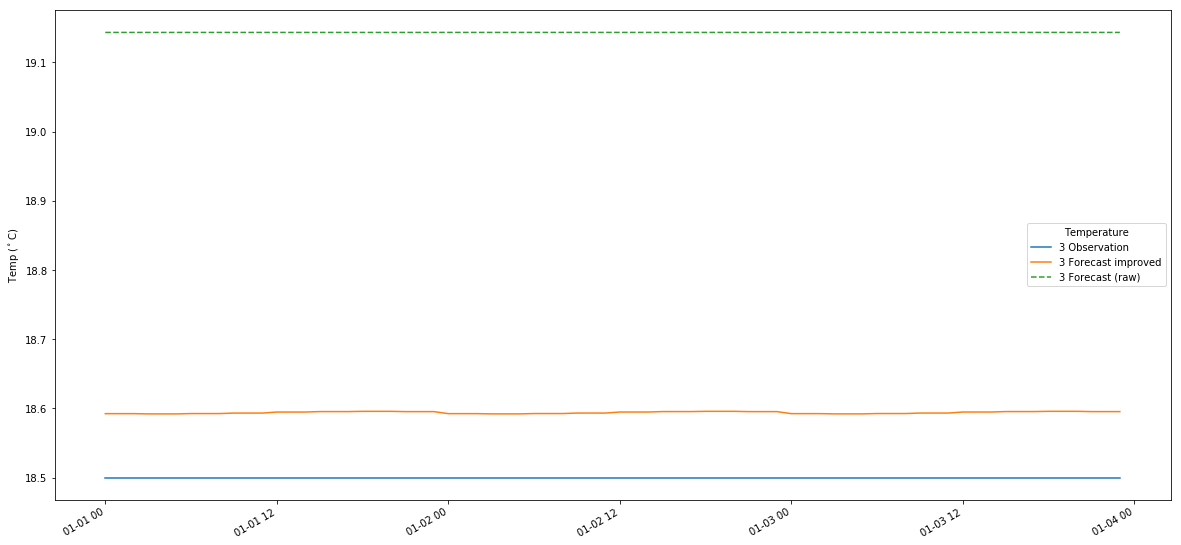 19.1
19.0
18.9
18.8
18.7
18.6
18.5
Temp (°C)
Temperature
3 Observation
3 Forecast improved
3 Forecast (raw)
01-01 00
01-01 12
01-02 00
01-02 12
01-03 00
01-03 12
01-04 00